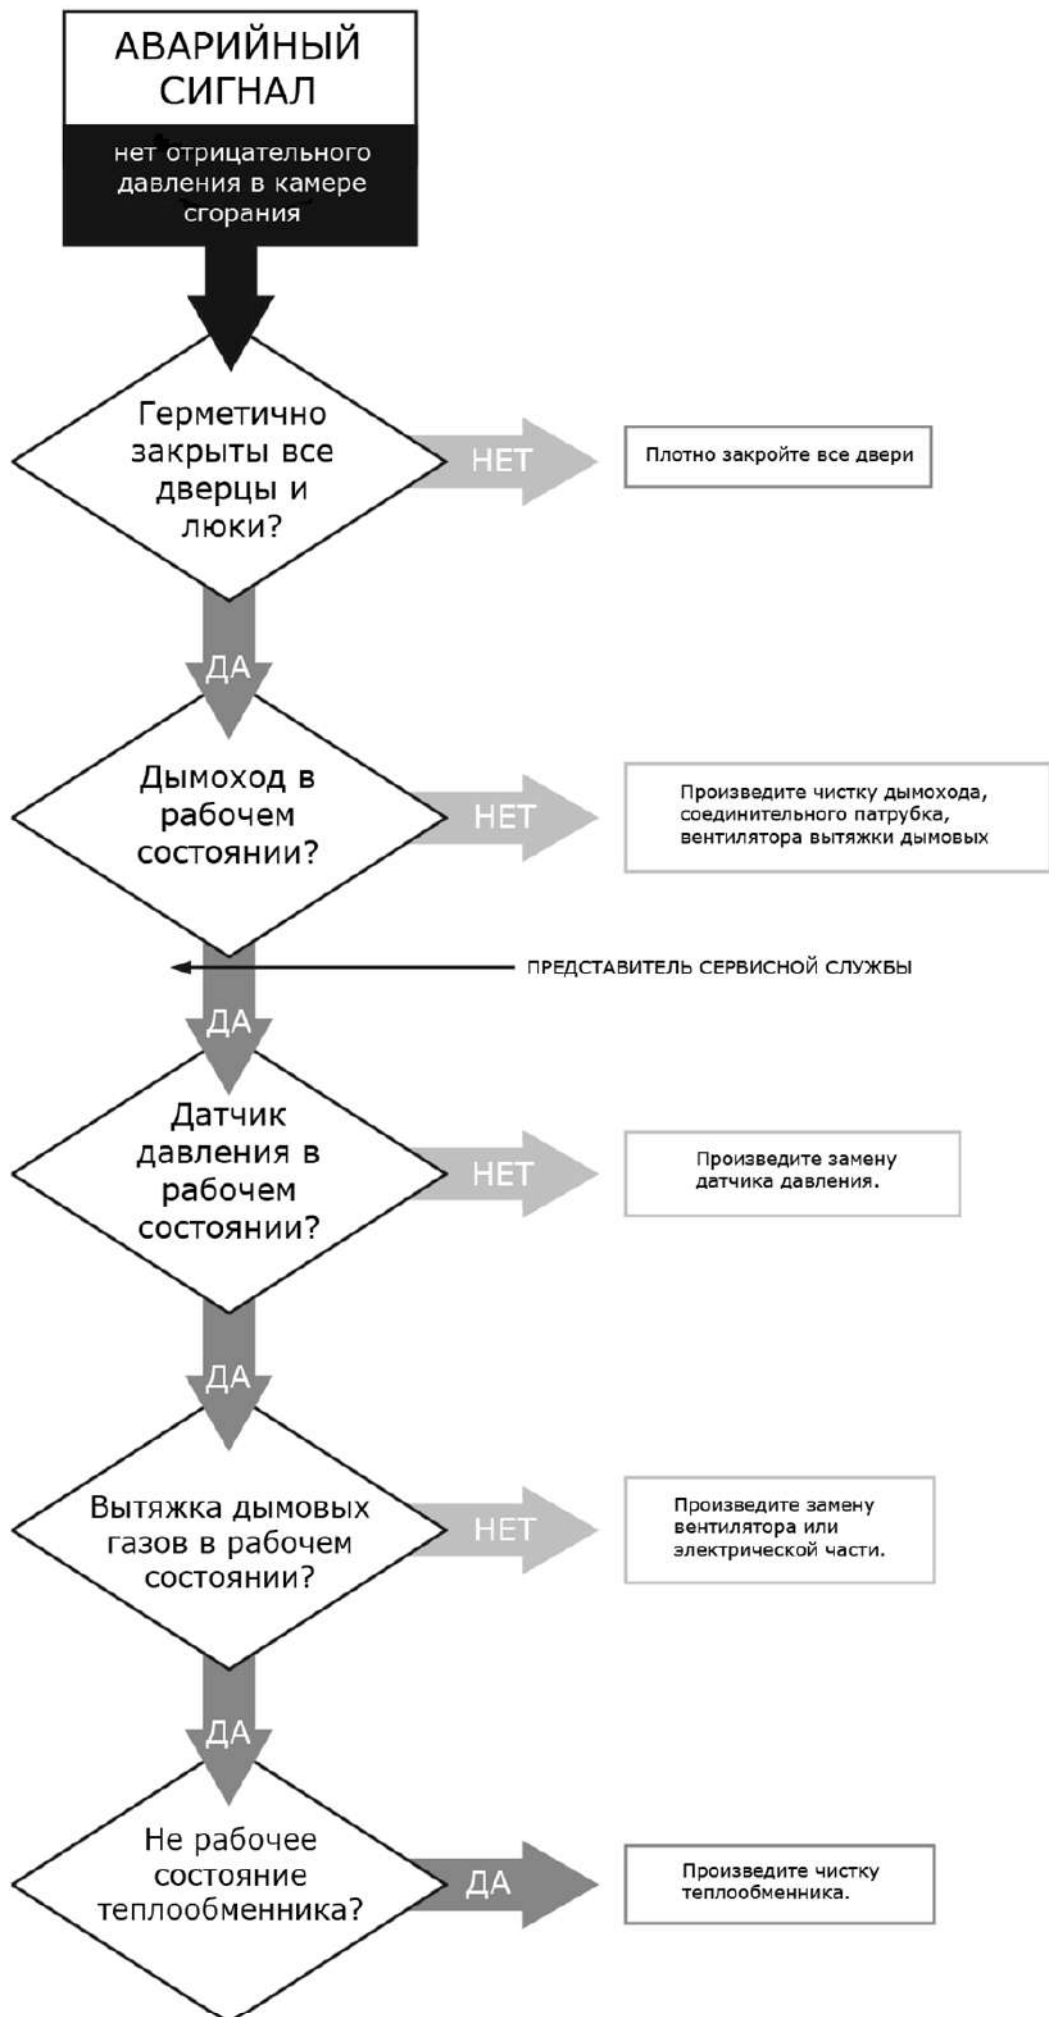 АВАРИЙНЫЙ
СИГНАЛ
нет отрицательного
давления в камере
сгорания
Герметично
закрыты все
дверцы и
люки?
НЕТ
Плотно закройте все двери
ДА
Дымоход в
рабочем
состоянии?
НЕТ
Произведите чистку дымохода,
соединительного патрубка,
вентилятора вытяжки дымовых
ПРЕДСТАВИТЕЛЬ СЕРВИСНОЙ СЛУЖБЫ
ДА
Датчик
давления в
рабочем
состоянии?
НЕТ
Произведите замену
датчика давления.
ДА
Вытяжка дымовых
газов в рабочем
состоянии?
НЕТ
Произведите замену
вентилятора или
электрической части.
ДА
Не рабочее
состояние
теплообменника?
ДА
Произведите чистку
теплообменника.